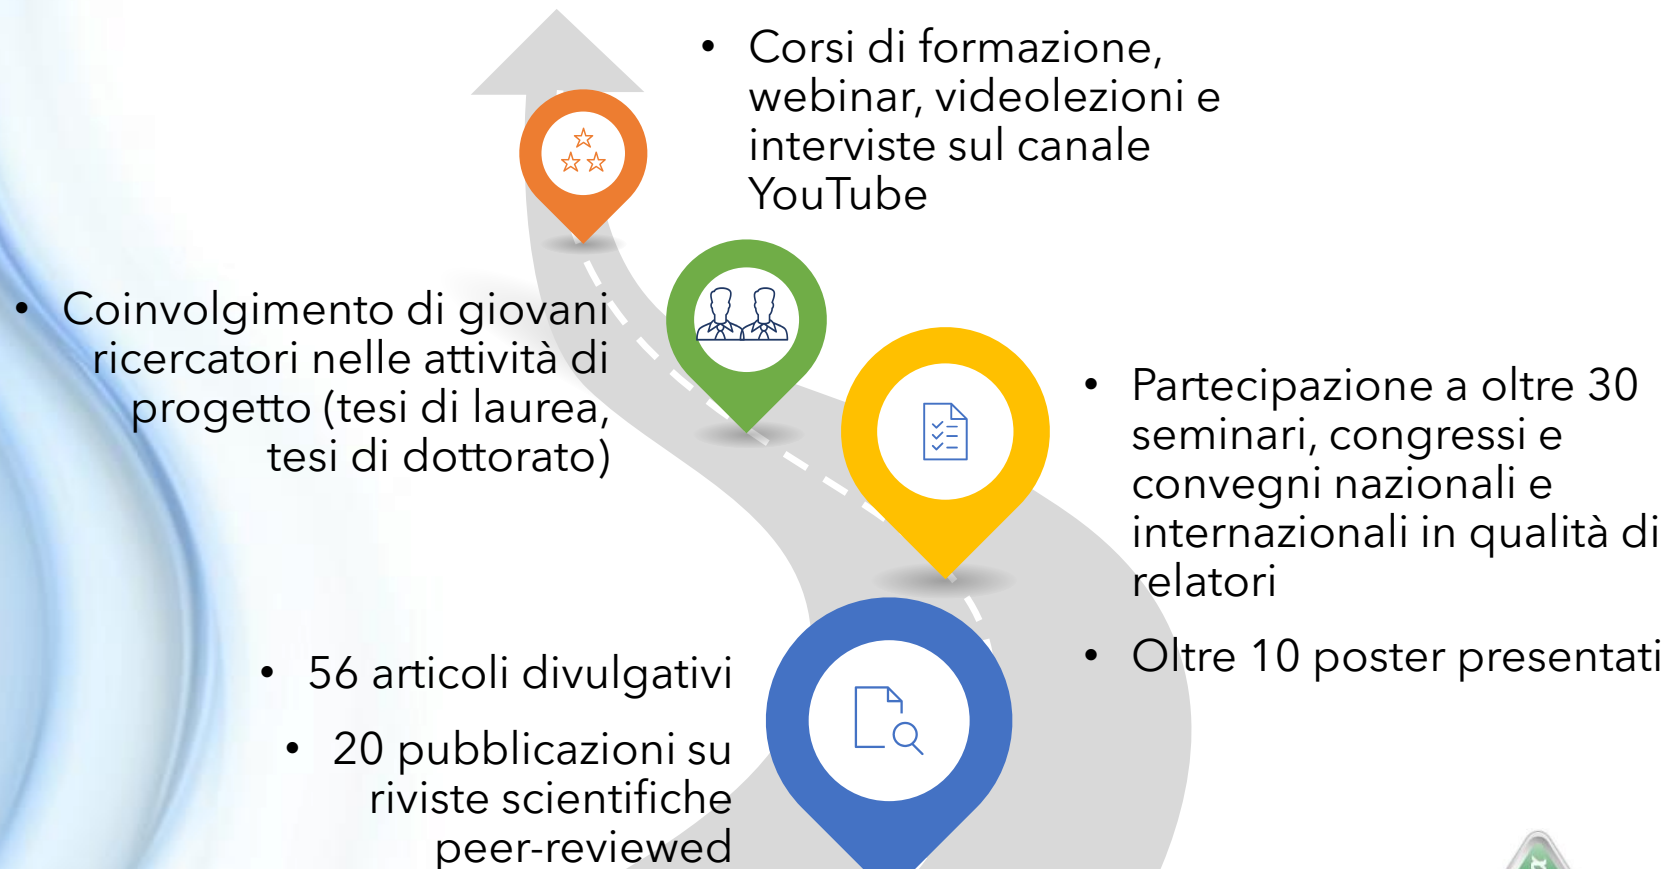 • Corsi di formazione,
webinar, videolezioni e
interviste sul canale
YouTube
• Coinvolgimento di giovani
ricercatori nelle attività di
progetto (tesi di laurea,
tesi di dottorato)
• Partecipazione a oltre 30
seminari, congressi e
convegni nazionali e
internazionali in qualità di
relatori
• Oltre 10 poster presentati
• 56 articoli divulgativi
• 20 pubblicazioni su
riviste scientifiche
peer-reviewed